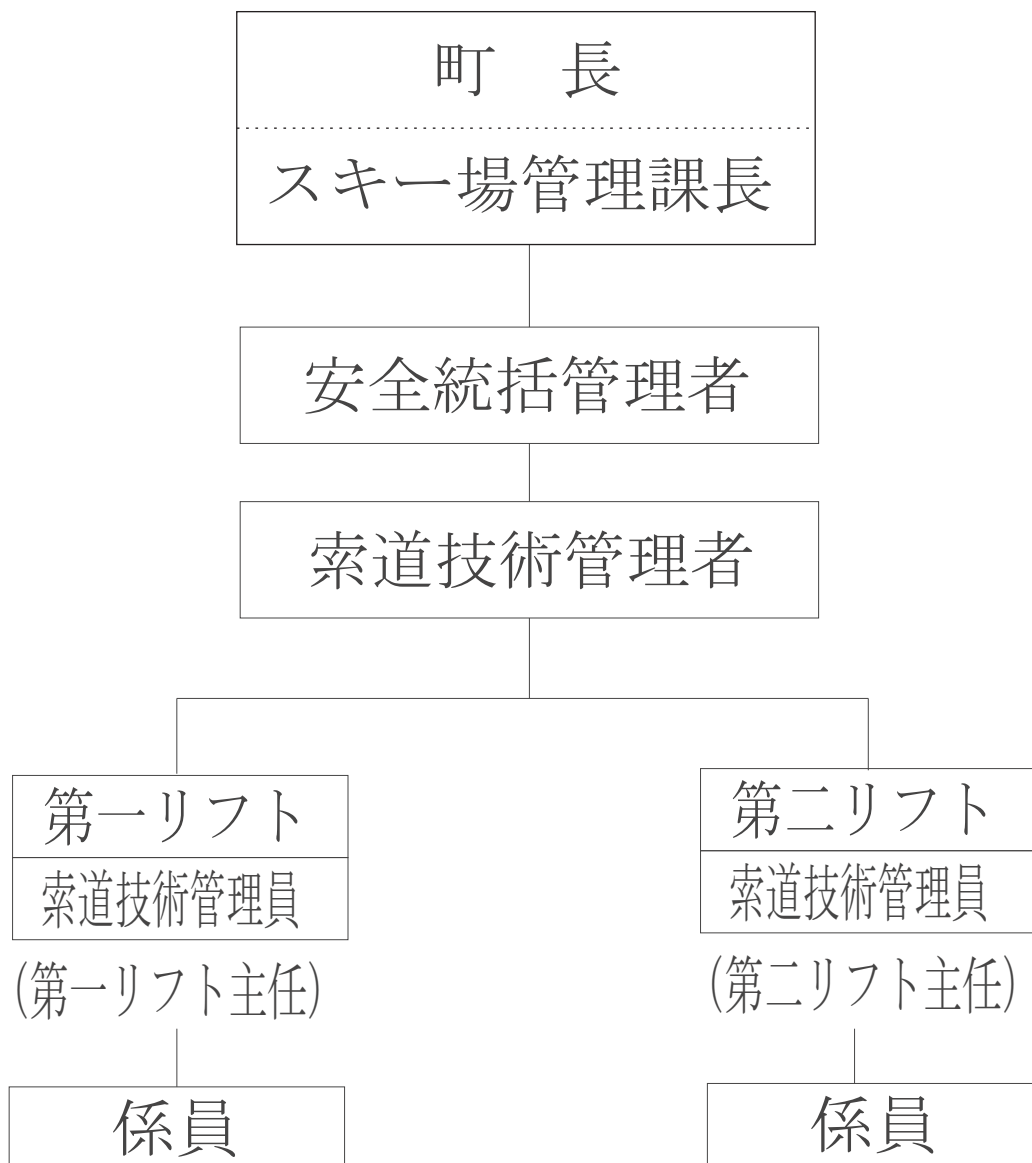 町　長
スキー場管理課長
安全統括管理者
索道技術管理者
第一リフト
索道技術管理員
(第一リフト主任)
係員
第二リフト
索道技術管理員
(第二リフト主任)
係員